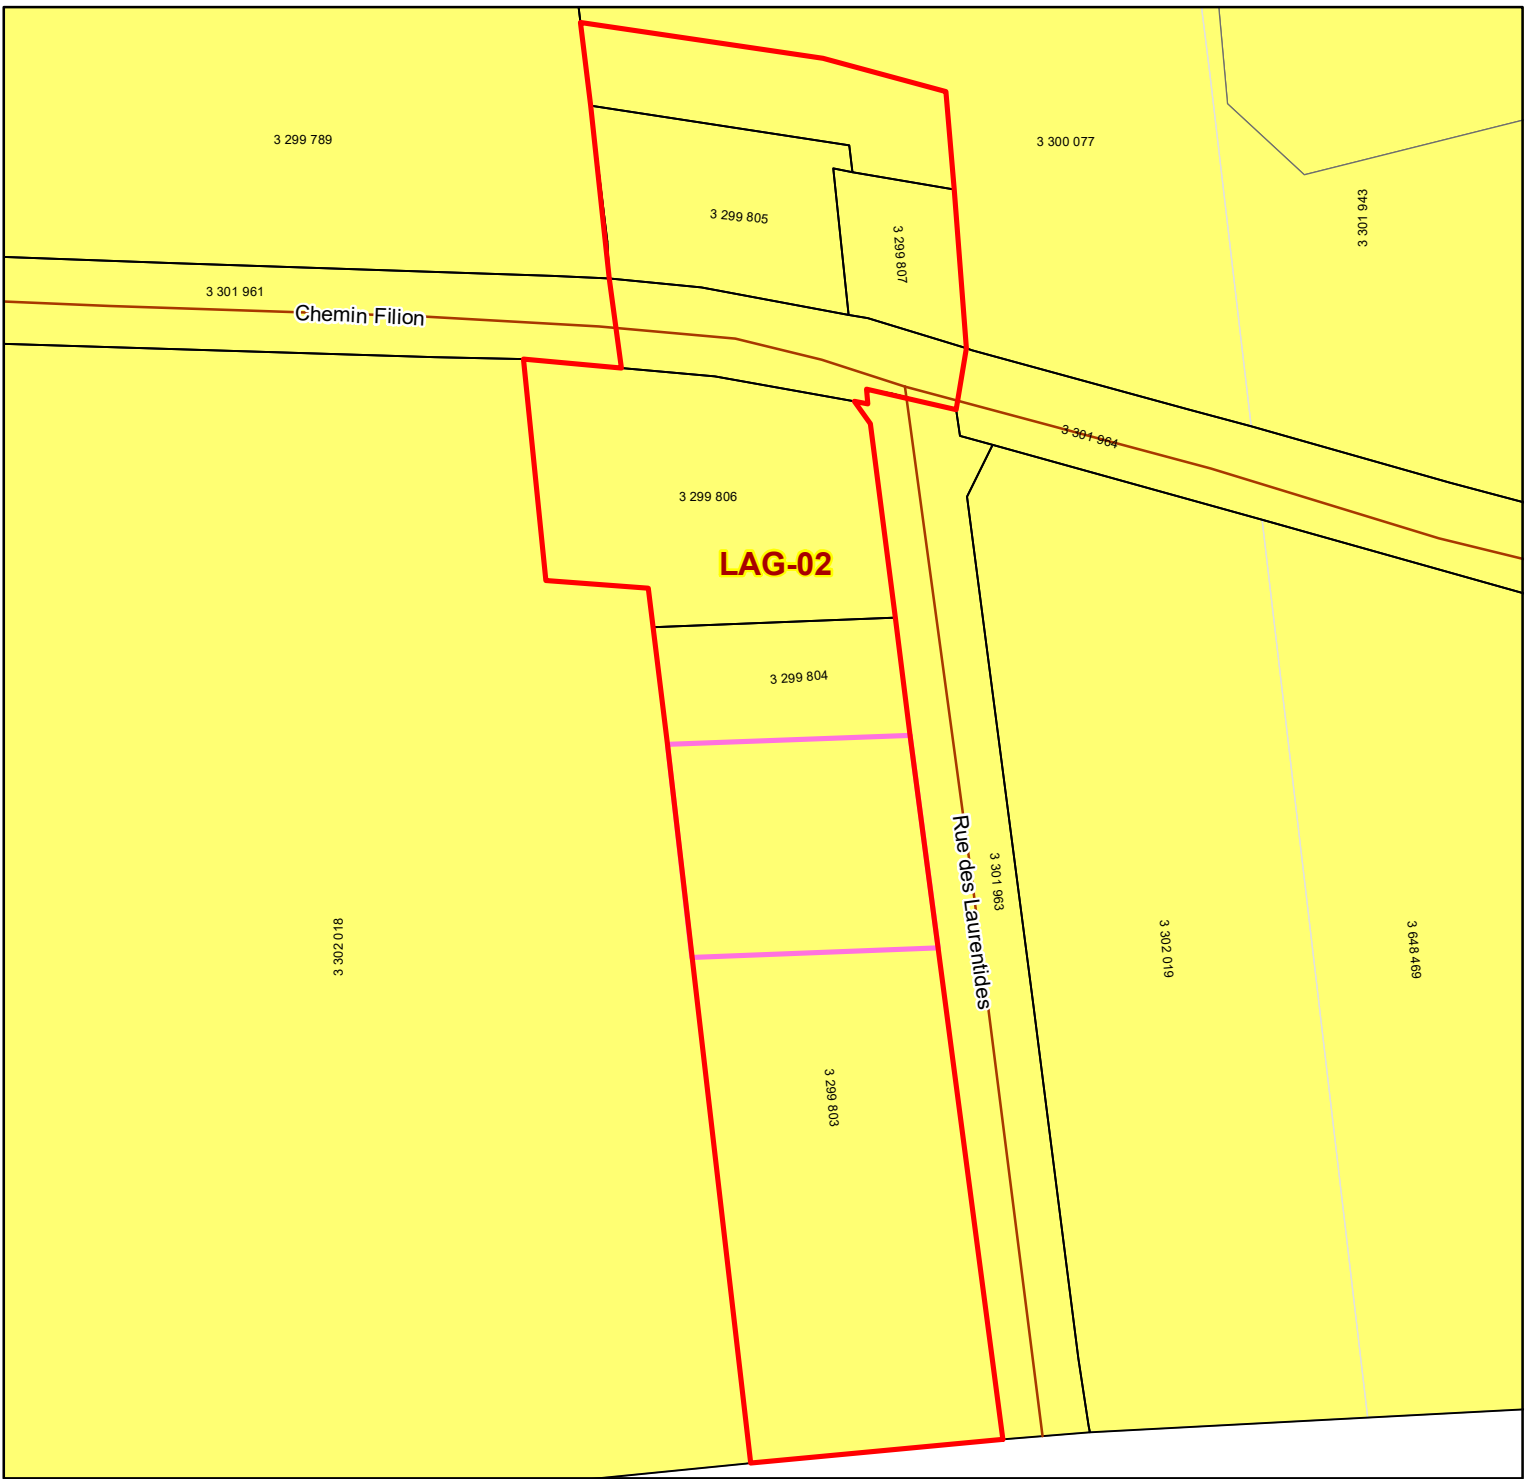 3 299 789
3 300 077
3 301 943
3 299 805
3 299 807
3 301 961
Chemin Filion
3 301 964
3 299 806
LAG-02
3 299 804
Rue des Laurentides
3 301 963
3 302 018
3 302 019
3 648 469
3 299 803